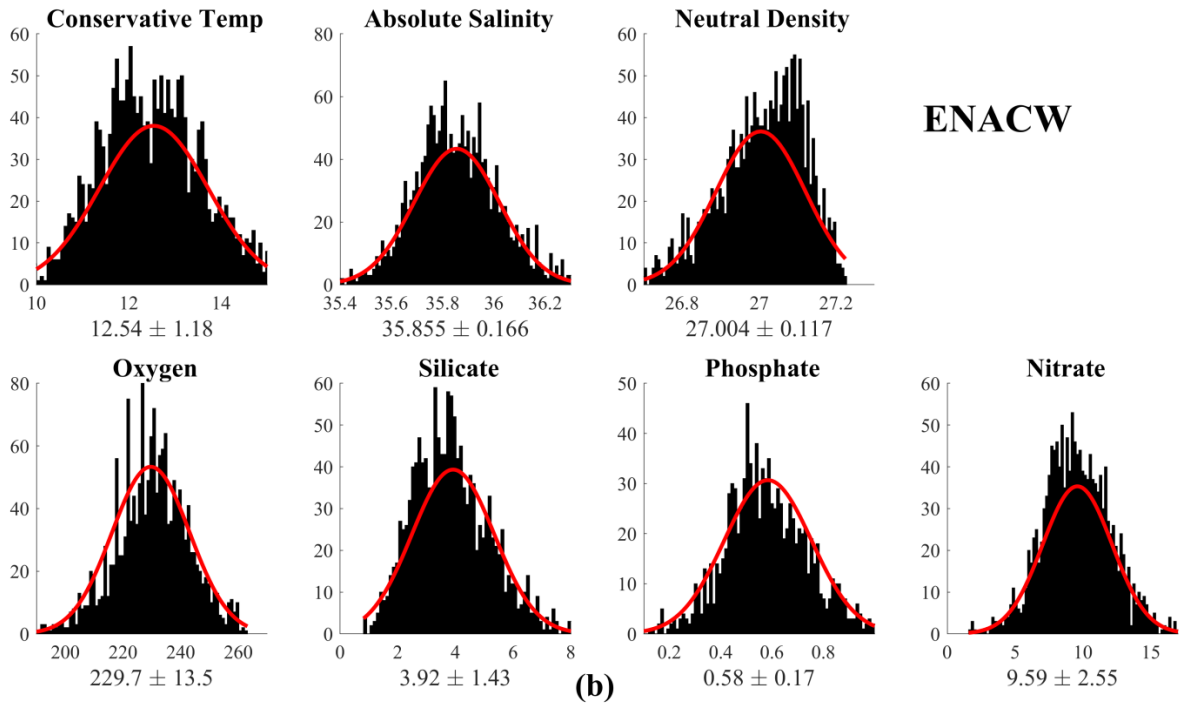 Conservative Temp
60
50
40
30
20
10
0
10 12 14
12.54 ± 1.18
Absolute Salinity
80
60
40
20
0
35.4 35.6 35.8 36 36.2
35.855 ± 0.166
Neutral Density
60
50
40
30
20
10
0
26.8 27 27.2
27.004 ± 0.117
ENACW
Oxygen
80
60
40
20
0
200 220 240 260
229.7 ± 13.5
Silicate
60
50
40
30
20
10
0
0 2 4 6 8
3.92 ± 1.43
Phosphate
50
40
30
20
10
0
0.2 0.4 0.6 0.8
0.58 ± 0.17
Nitrate
60
50
40
30
20
10
0
0 5 10 15
9.59 ± 2.55
(b)